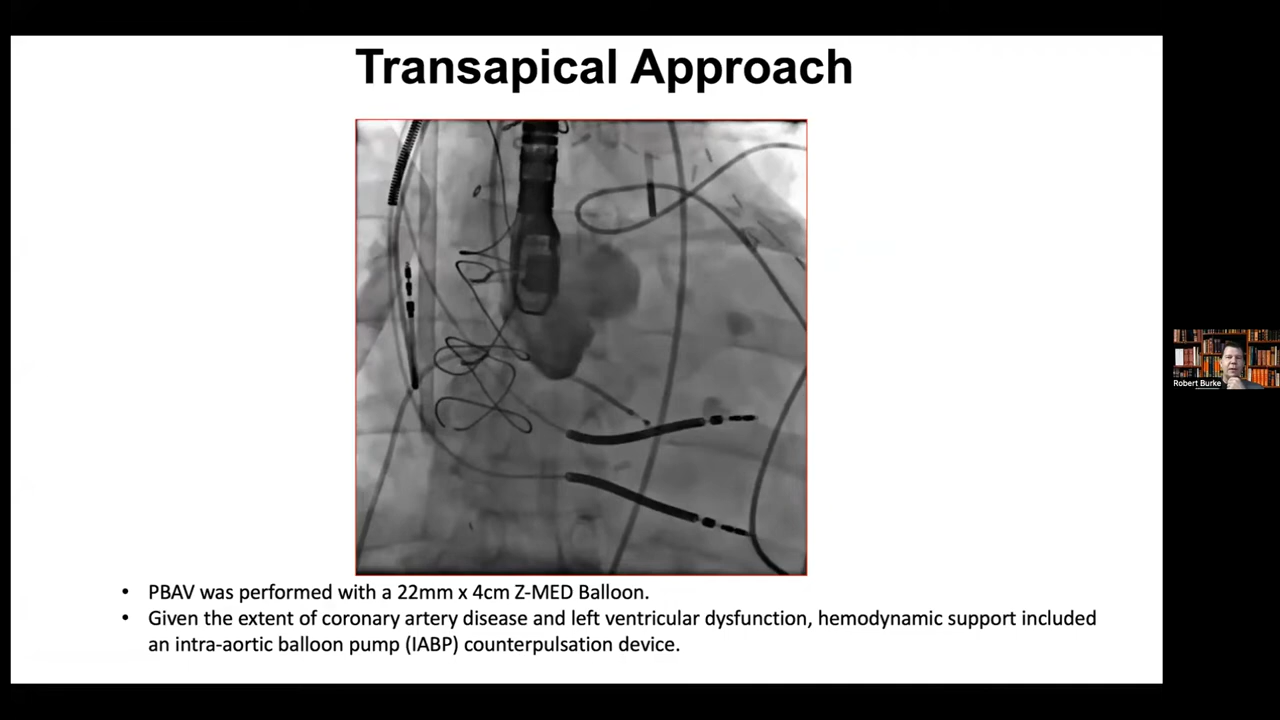 Transapical Approach
• PBAV was performed with a 22mm x 4cm Z-MED Balloon.
• Given the extent of coronary artery disease and left ventricular dysfunction, hemodynamic support included
an intra-aortic balloon pump (IABP) counterpulsation device.
Robert Burke